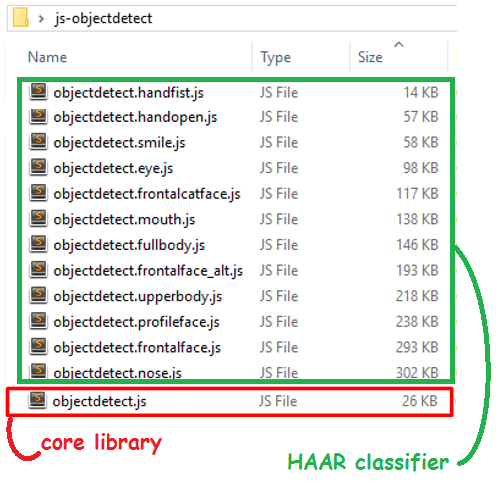 > js-objectdetect
Name Type Size
objectdetect.handfist.js JS File 14 KB
objectdetect.handopen.js JS File 57 KB
objectdetect.smile.js JS File 58 KB
objectdetect.eye.js JS File 98 KB
objectdetect.frontalcatface.js JS File 117 KB
objectdetect.mouth.js JS File 138 KB
objectdetect.fullbody.js JS File 146 KB
objectdetect.frontalface_alt.js JS File 193 KB
objectdetect.upperbody.js JS File 218 KB
objectdetect.profileface.js JS File 238 KB
objectdetect.frontalface.js JS File 293 KB
objectdetect.nose.js JS File 302 KB
objectdetect.js JS File 26 KB
core library
HAAR classifier